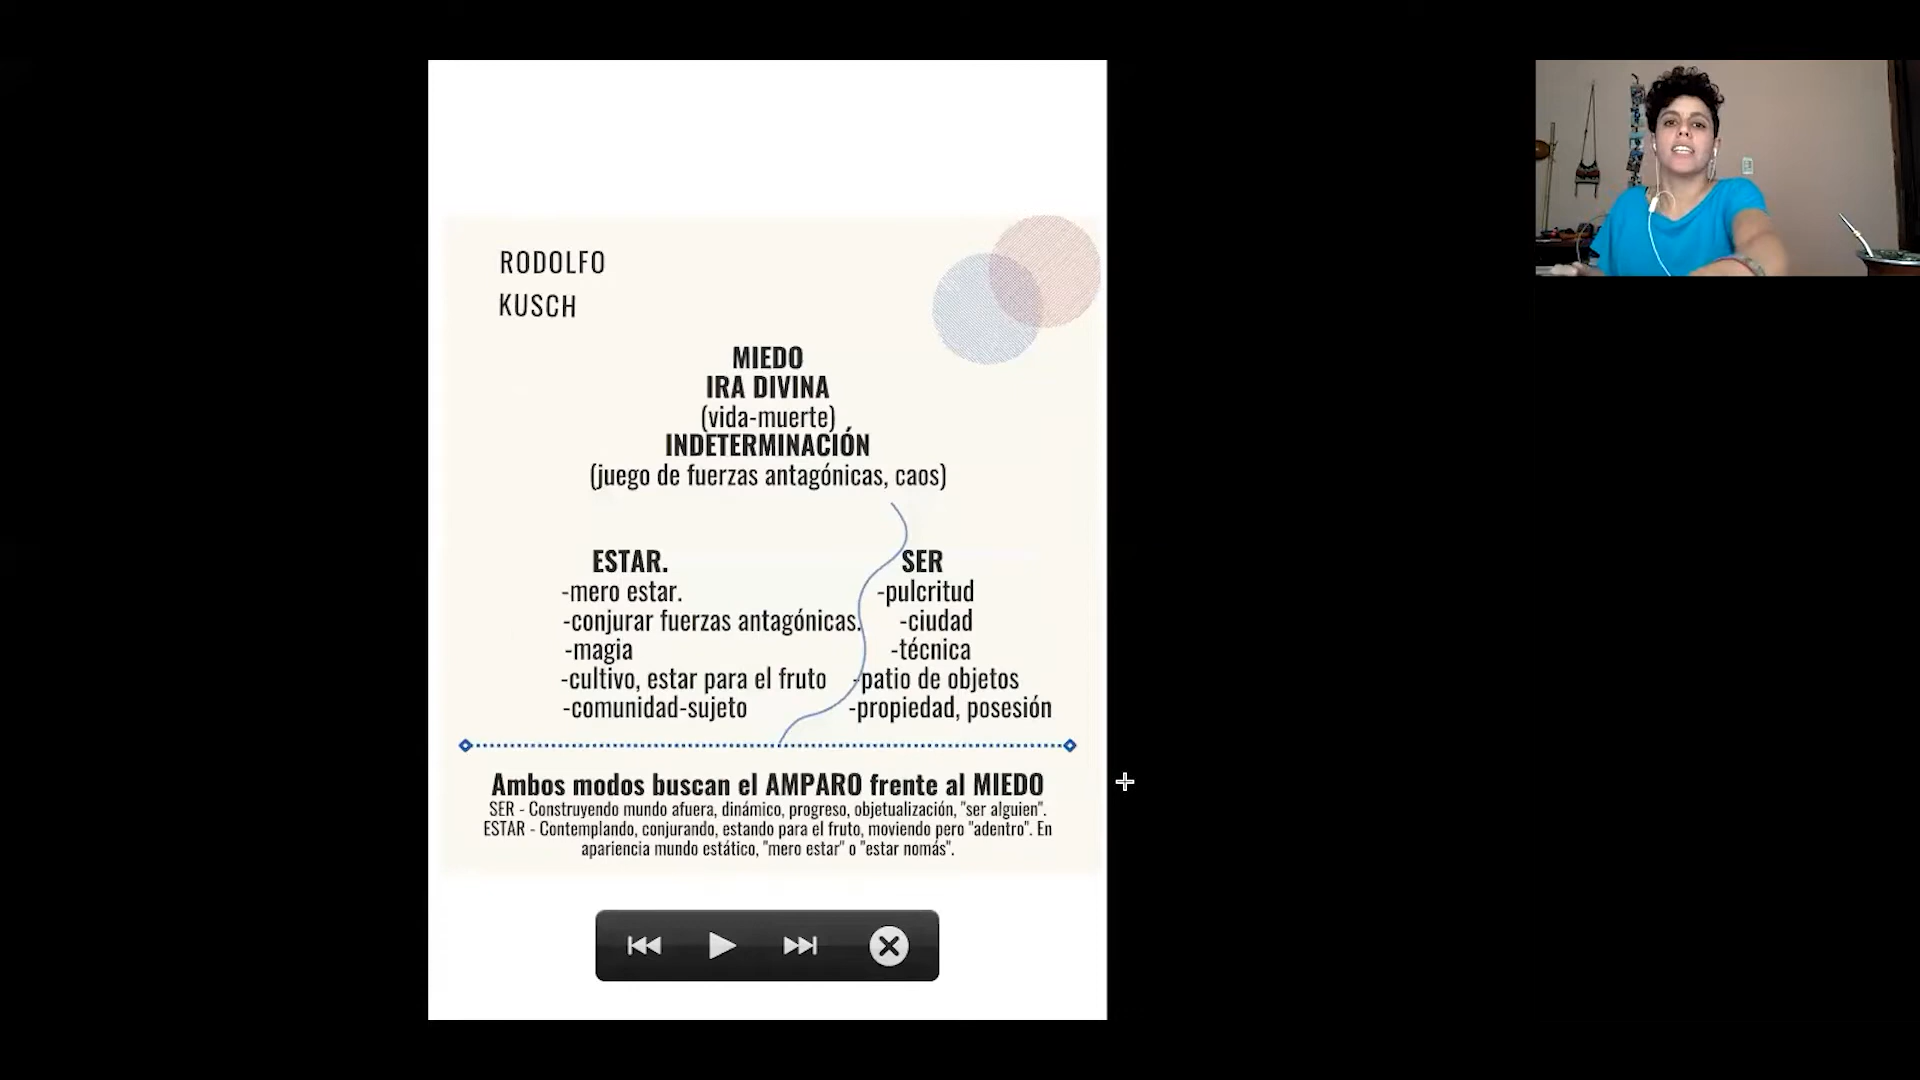 RODOLFO
KUSCH
MIEDO
IRA DIVINA
(vida-muerte)
INDETERMINACIÓN
(juego de fuerzas antagónicas, caos)
ESTAR.
-mero estar.
-conjurar fuerzas antagónicas.
-magia
-cultivo, estar para el fruto
-comunidad-sujeto
SER
-pulcritud
-ciudad
-técnica
-patio de objetos
-propiedad, posesión
Ambos modos buscan el AMPARO frente al MIEDO
SER - Construyendo mundo afuera, dinámico, progreso, objetualización, "ser alguien".
ESTAR - Contemplando, conjurando, estando para el fruto, moviendo pero "adentro". En
apariencia mundo estático, "mero estar" o "estar nomás".